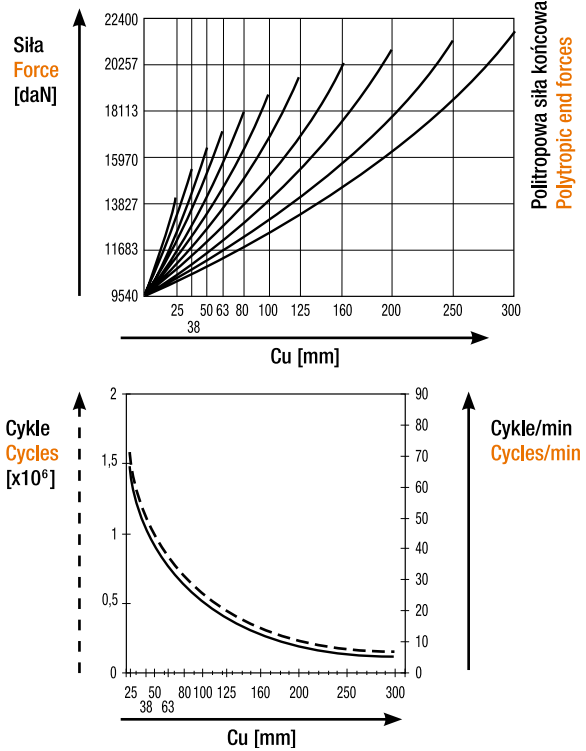 Siła
Force
[daN]
22400
20257
18113
15970
13827
11683
9540
25 50 63 80 100 125 160 200 250 300
38
Cu [mm]
Politropowa siła końcowa
Polytropic end forces
Cykle
Cycles
[x10⁶]
2
1,5
1
0,5
0
90
80
70
60
50
40
30
20
10
0
Cykle/min
Cycles/min
25 50 80 100 125 160 200 250 300
38 63
Cu [mm]